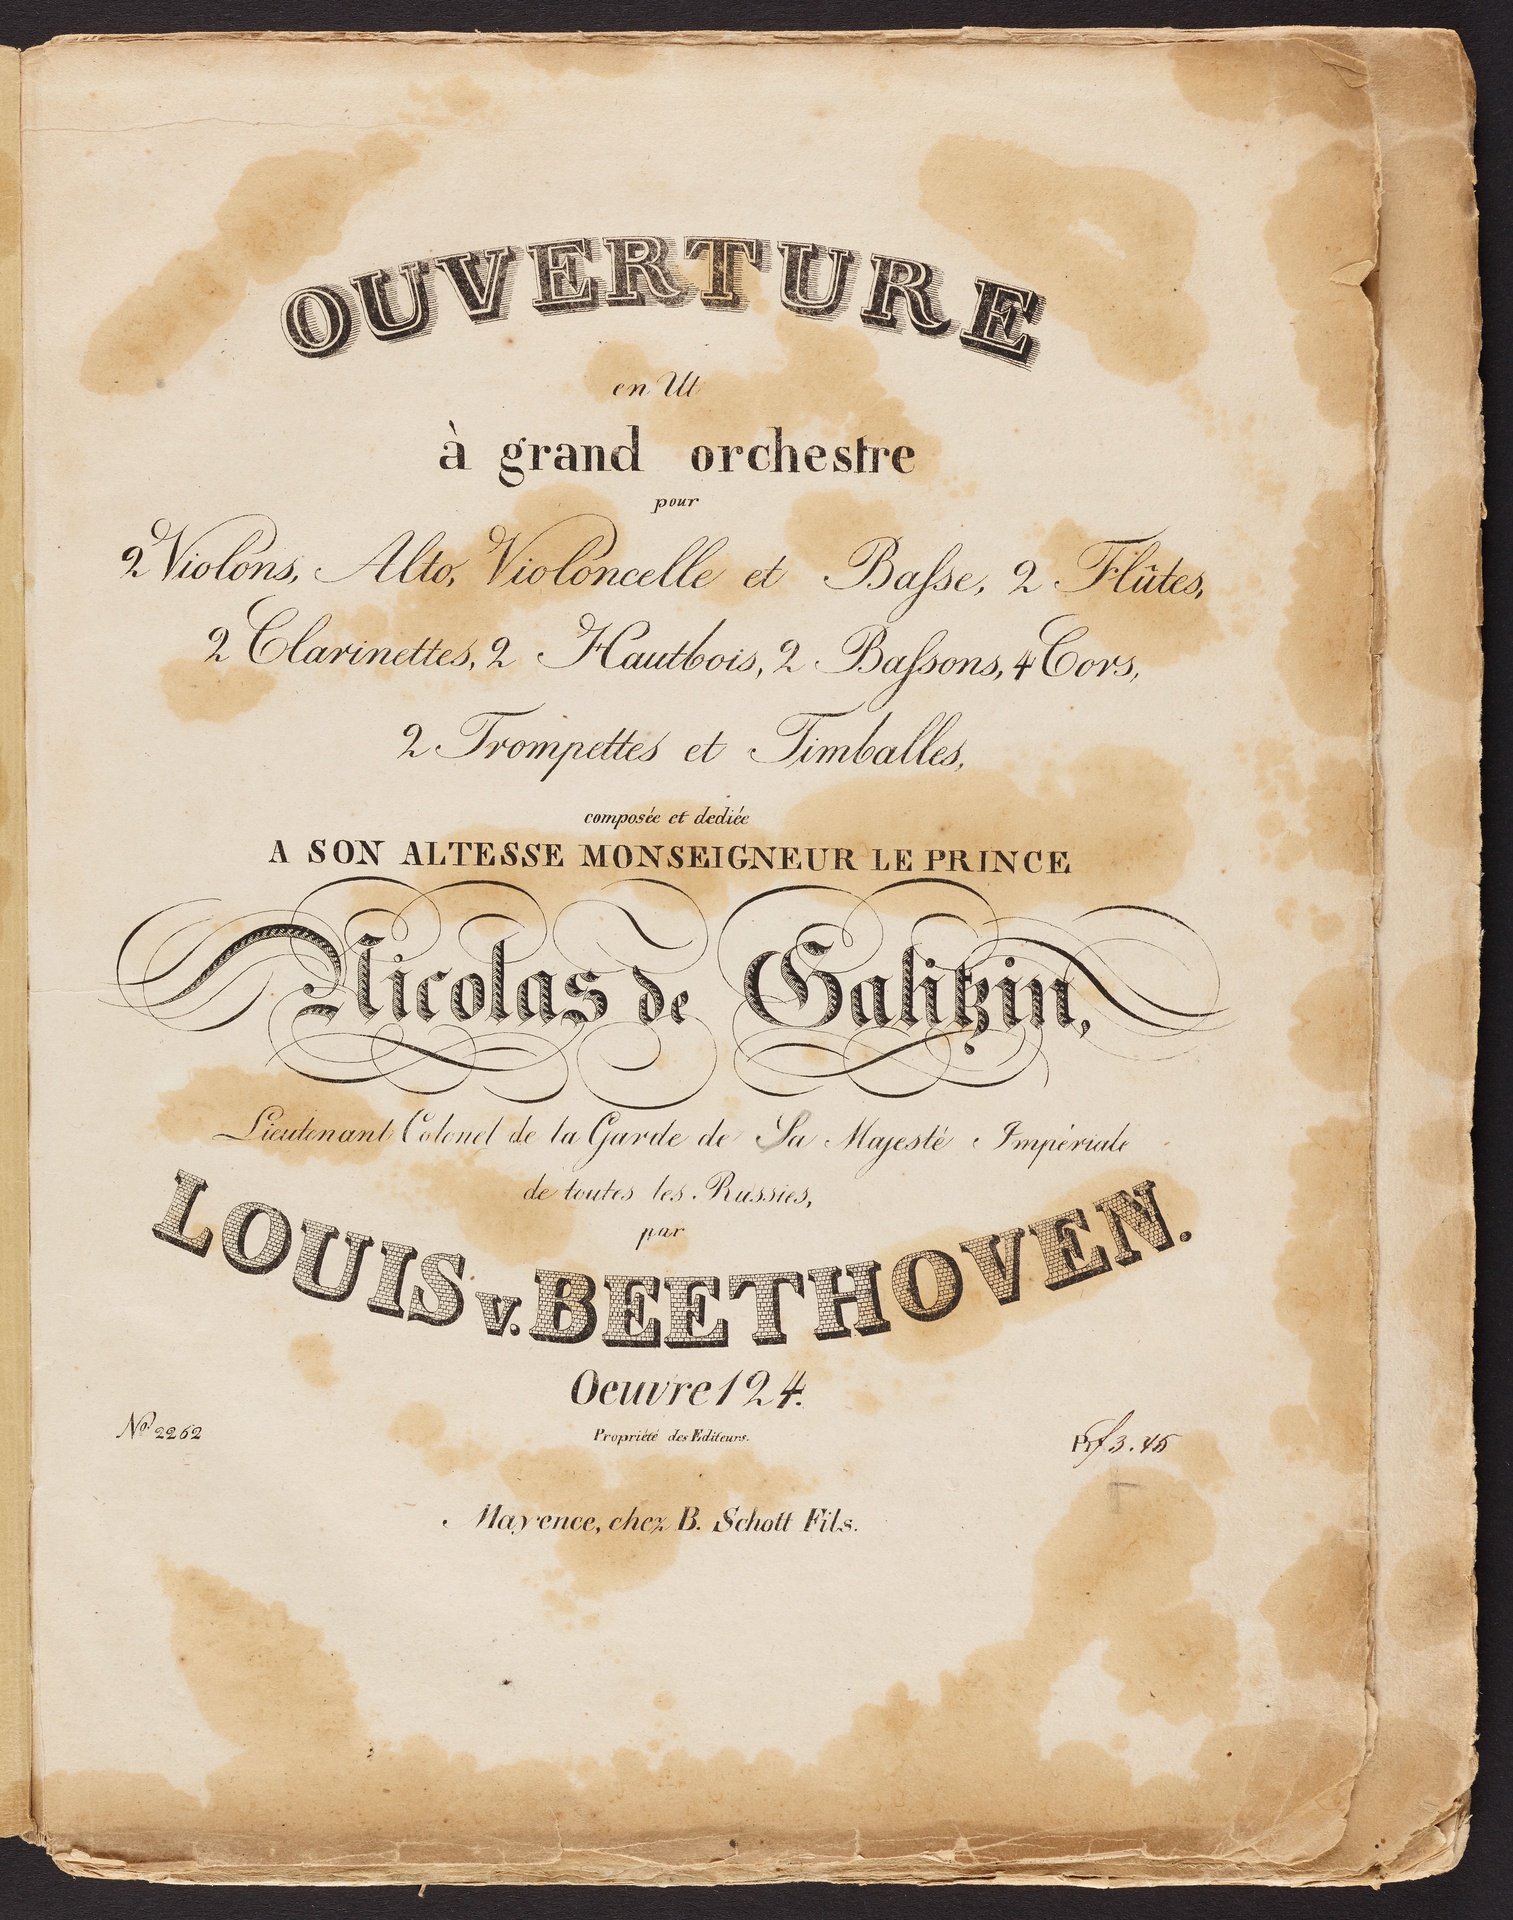 OUVERTURE
en Ut
à grand orchestre
pour
2 Violons, Alto, Violoncelle et Baſse, 2 Flûtes,
2 Clarinettes, 2 Hautbois, 2 Baſsons, 4 Cors,
2 Trompettes et Timballes,
composée et dediée
A SON ALTESSE MONSEIGNEUR LE PRINCE
Nicolas de Galitzin,
Lieutenant Colonel de la Garde de Sa Majesté Impériale
de toutes les Russies,
par
LOUIS v. BEETHOVEN.
Oeuvre 124.
No. 2262
Propriété des Editeurs.
Pr. f 3. 45
Mayence, chez B. Schott Fils.